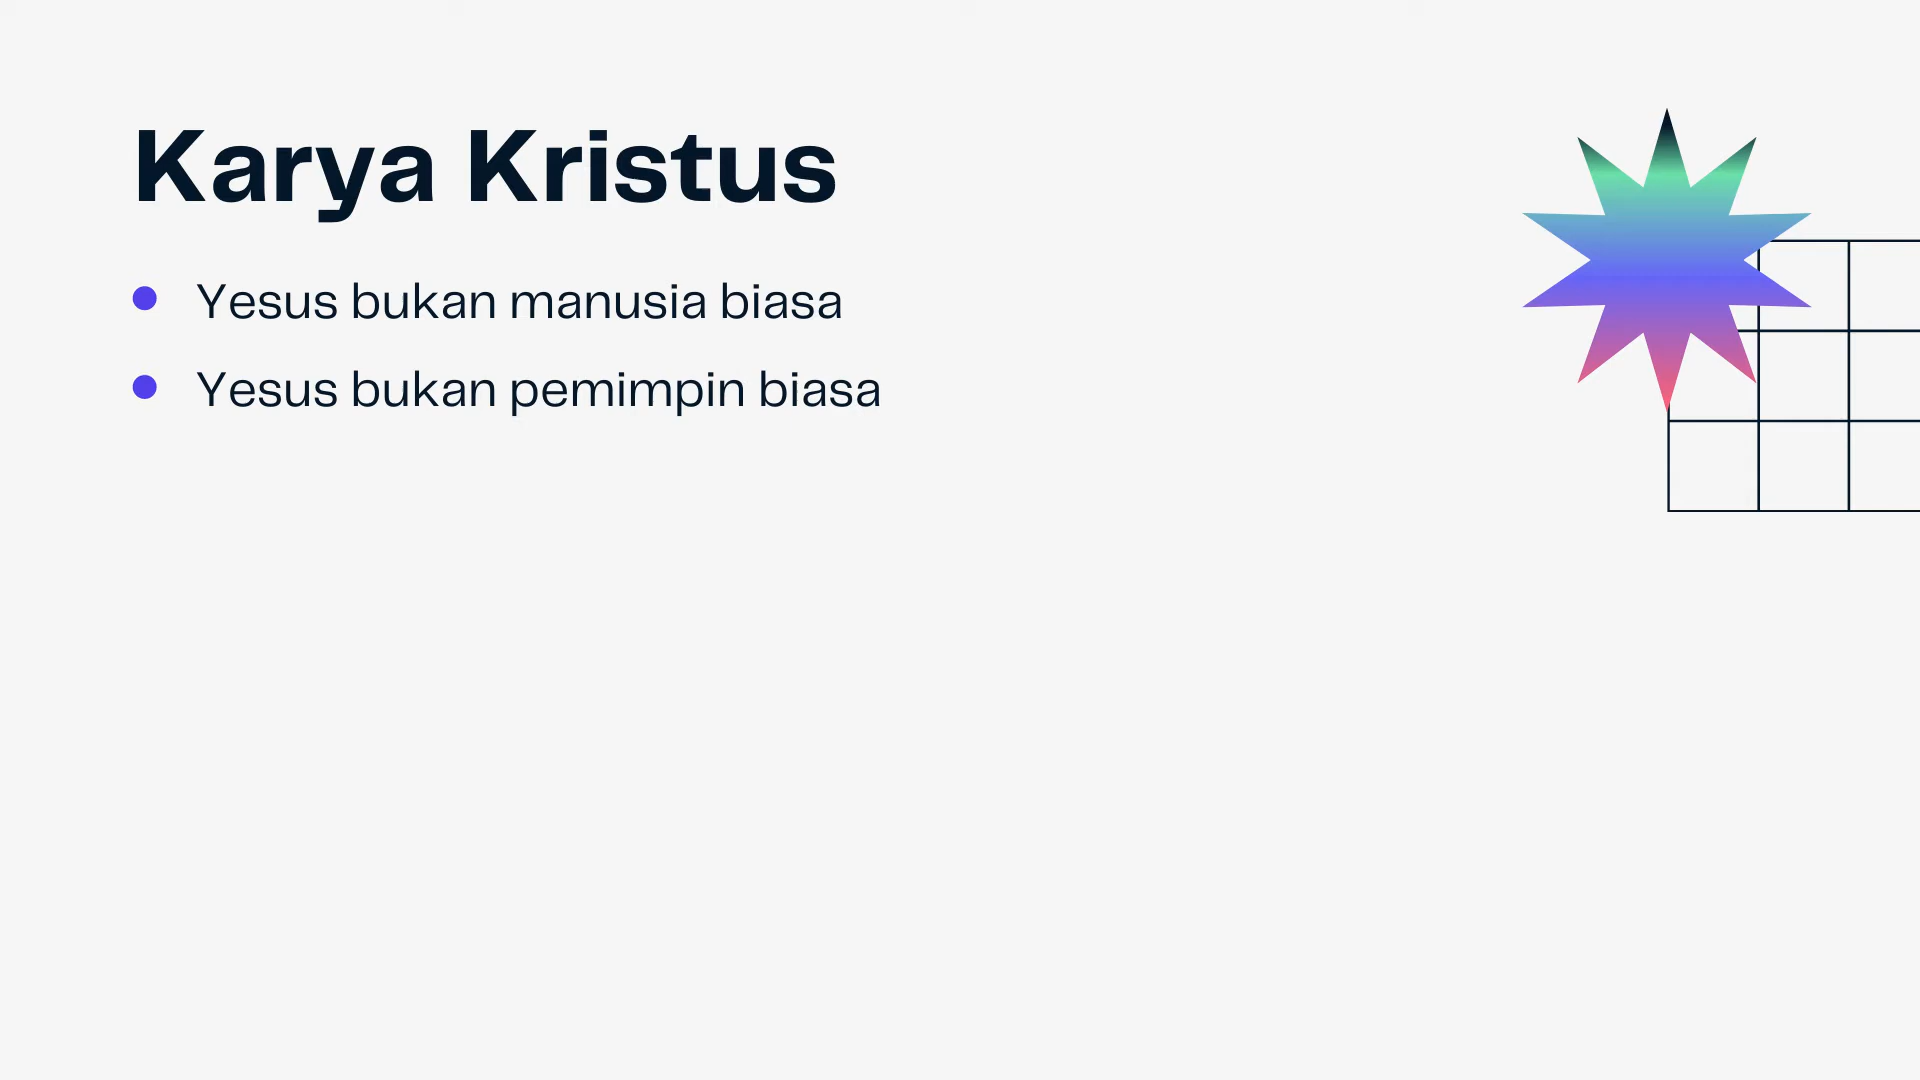 Karya Kristus
Yesus bukan manusia biasa
Yesus bukan pemimpin biasa